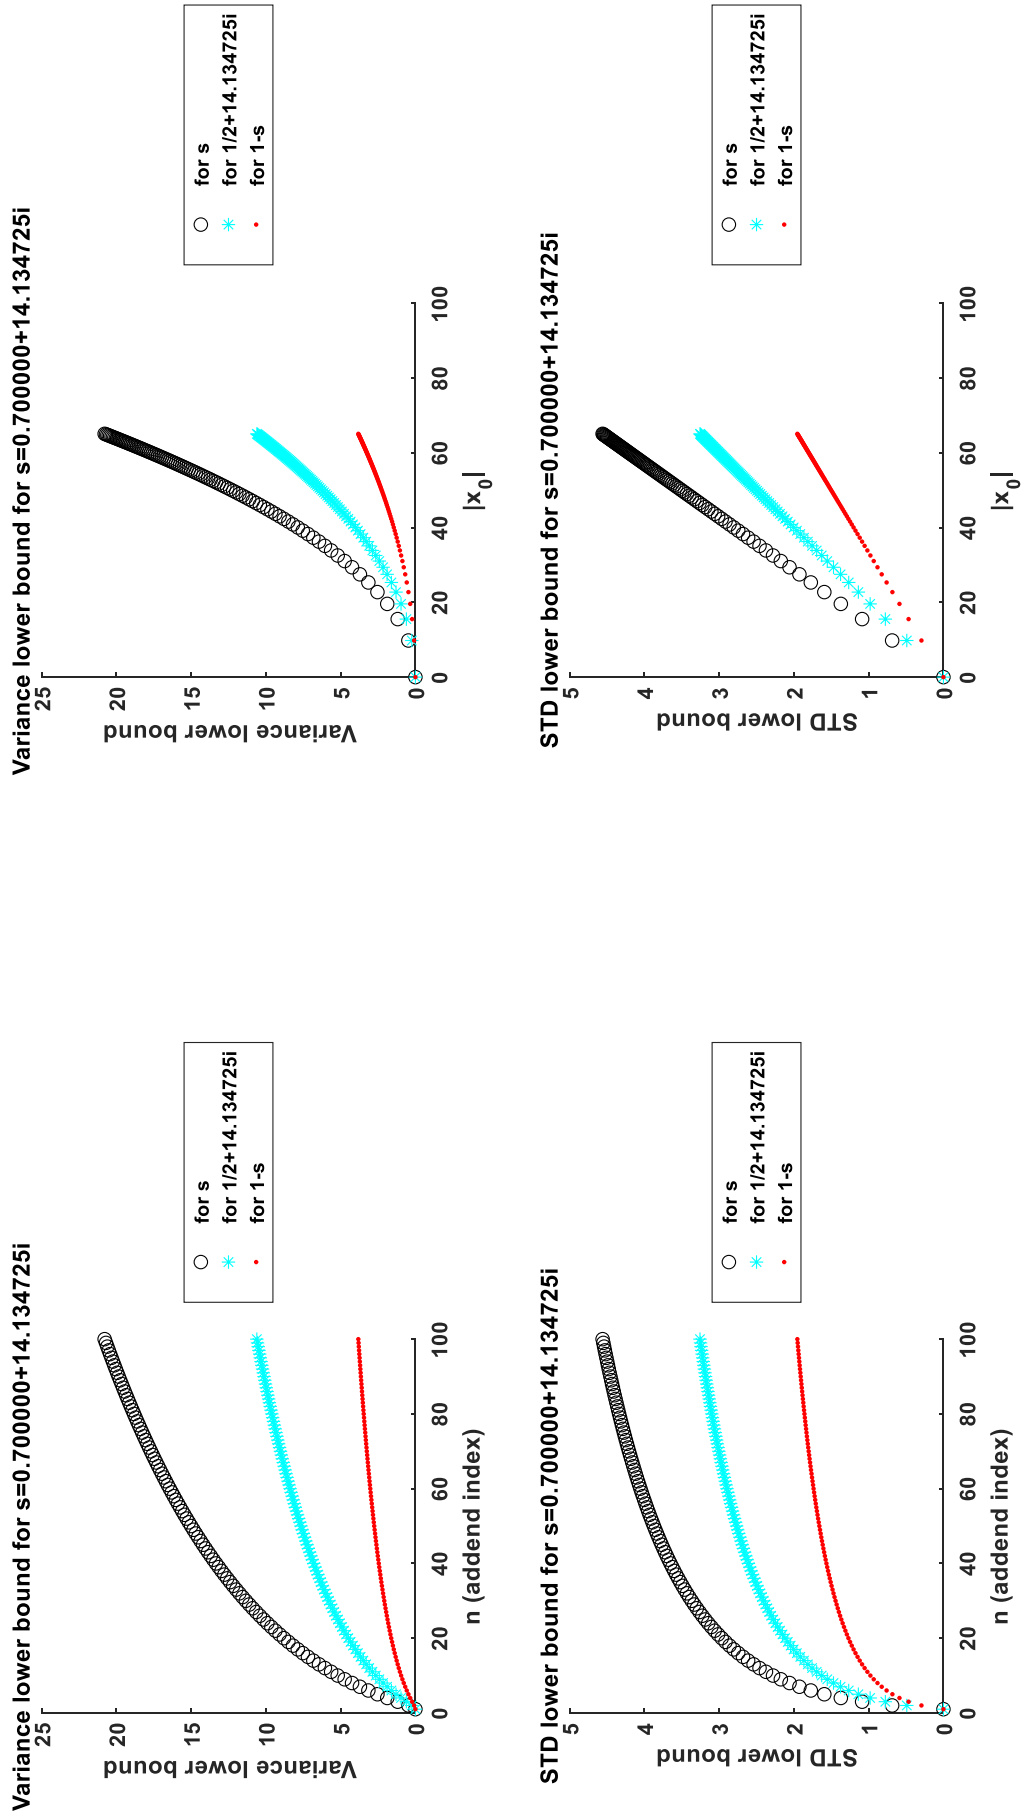 Variance lower bound for s=0.700000+14.134725i
Variance lower bound
25
20
15
10
5
0
0
20
40
60
80
100
n (addend index)
for s
for 1/2+14.134725i
for 1-s
Variance lower bound for s=0.700000+14.134725i
Variance lower bound
25
20
15
10
5
0
0
20
40
60
80
100
|x0|
for s
for 1/2+14.134725i
for 1-s
STD lower bound for s=0.700000+14.134725i
STD lower bound
5
4
3
2
1
0
0
20
40
60
80
100
n (addend index)
for s
for 1/2+14.134725i
for 1-s
STD lower bound for s=0.700000+14.134725i
STD lower bound
5
4
3
2
1
0
0
20
40
60
80
100
|x0|
for s
for 1/2+14.134725i
for 1-s